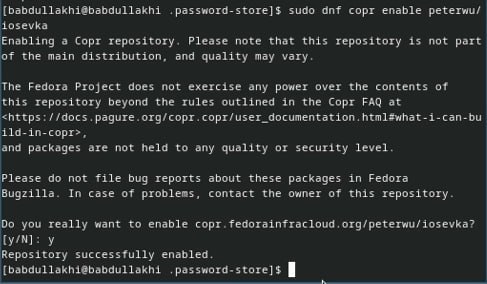 [babdullakhi@babdullakhi .password-store]$ sudo dnf copr enable peterwu/
iosevka
Enabling a Copr repository. Please note that this repository is not part
of the main distribution, and quality may vary.
The Fedora Project does not exercise any power over the contents of
this repository beyond the rules outlined in the Copr FAQ at
<https://docs.pagure.org/copr.copr/user_documentation.html#what-i-can-bu
ild-in-copr>,
and packages are not held to any quality or security level.
Please do not file bug reports about these packages in Fedora
Bugzilla. In case of problems, contact the owner of this repository.
Do you really want to enable copr.fedorainfracloud.org/peterwu/iosevka?
[y/N]: y
Repository successfully enabled.
[babdullakhi@babdullakhi .password-store]$